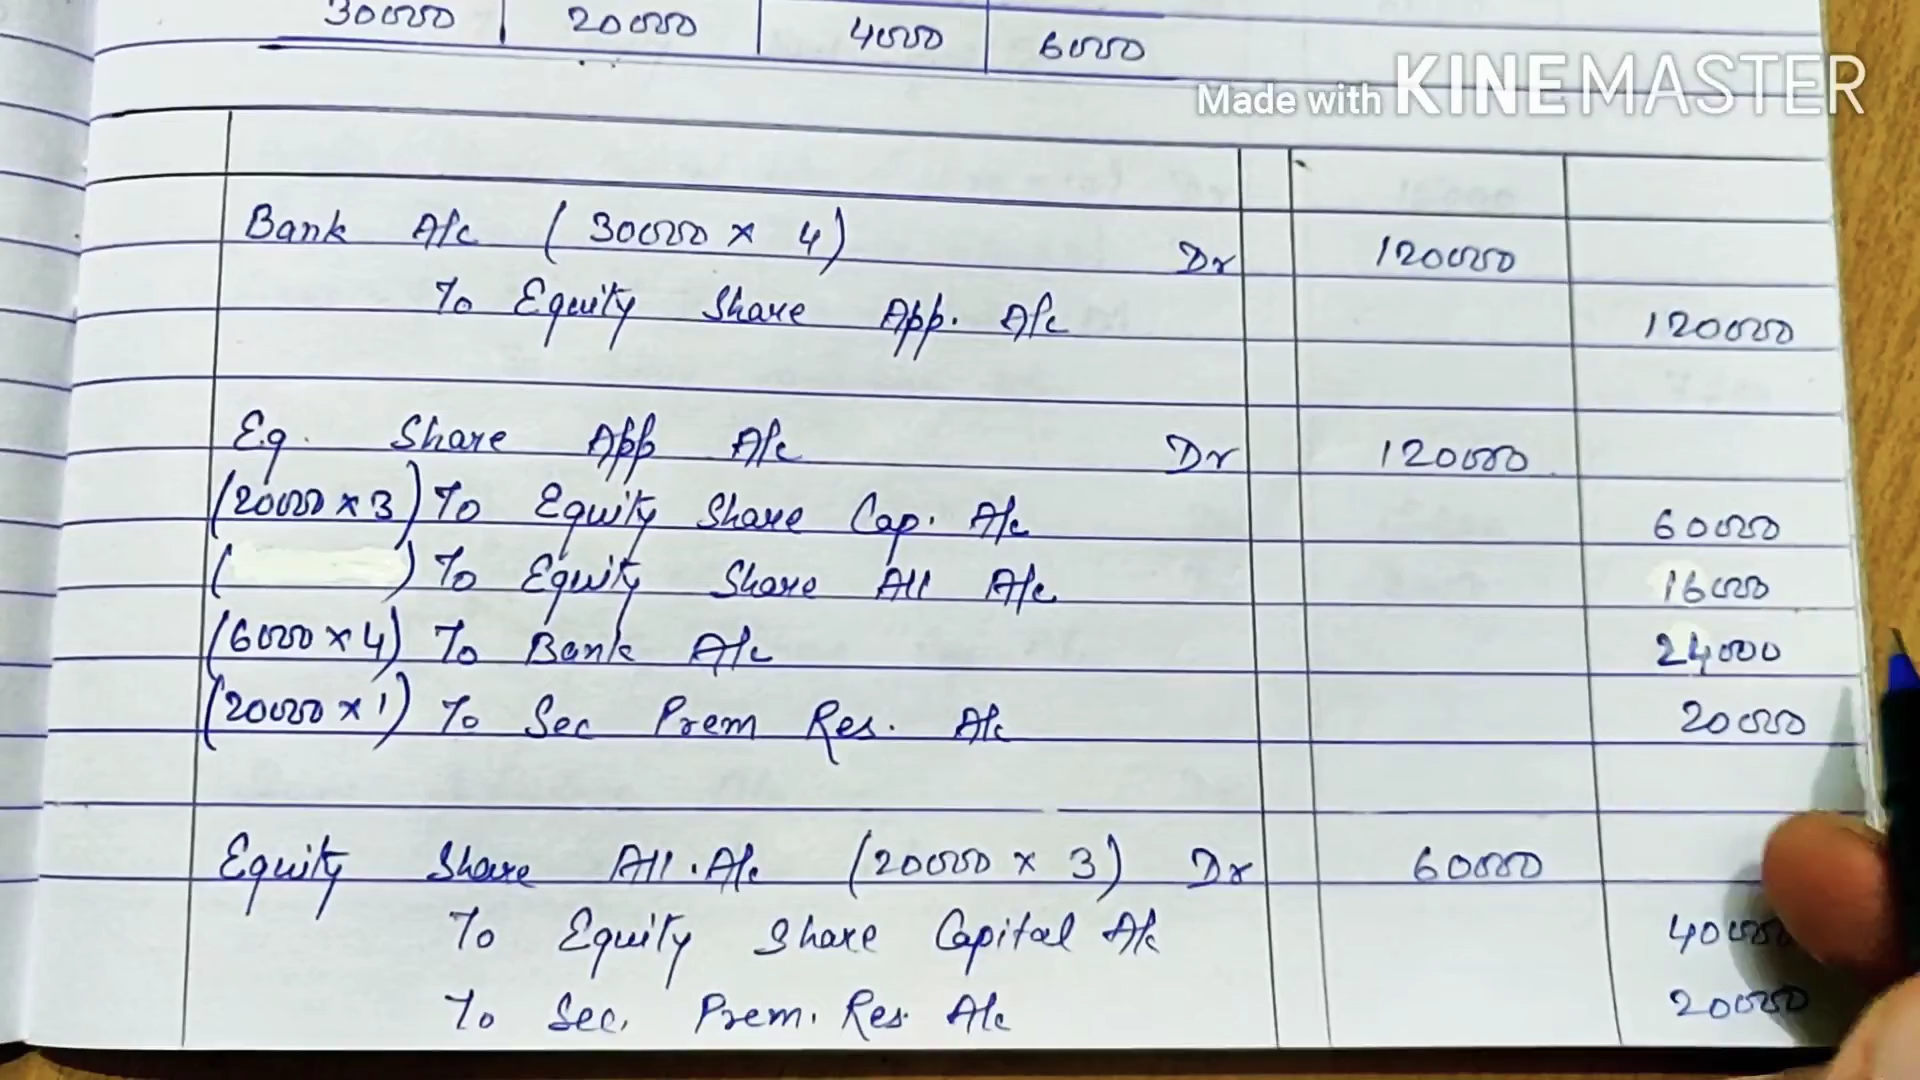 30000 20000 4000 6000
Made with KINEMASTER
Bank A/c (30000 × 4) Dr 120000
To Equity Share App. A/c 120000
Eq. Share App A/c Dr 120000
(20000 × 3) To Equity Share Cap. A/c 60000
( ) To Equity Share All A/c 16000
(6000 × 4) To Bank A/c 24000
(20000 × 1) To Sec Prem Res. A/c 20000
Equity Share All. A/c (20000 × 3) Dr 60000
To Equity Share Capital A/c 40000
To Sec. Prem. Res. A/c 20000